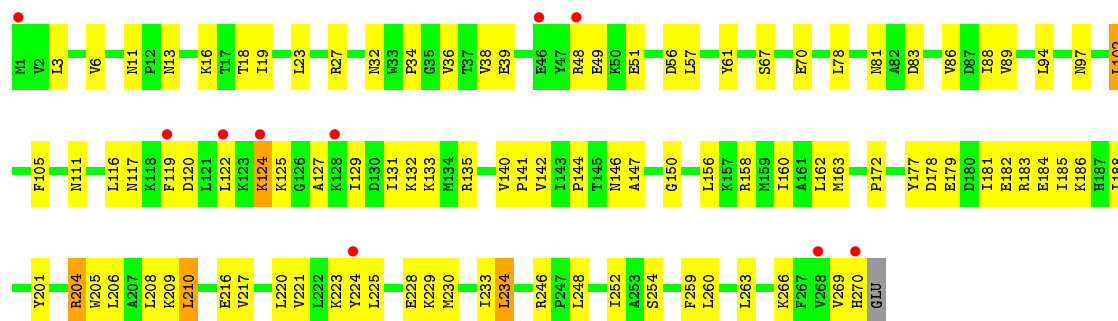 M1 V2 L3 V6 N11 P12 N13 K16 T17 T18 I19 L23 R27 N32 W33 P34 G35 V36 T37 V38 E39 E46 Y47 R48 E49 K50 E51 D56 L57 Y61 S67 E70 L78 N81 A82 D83 V86 D87 I88 V89 L94 N97
F105 N111 L116 N117 K118 F119 D120 L121 L122 K123 K124 K125 G126 A127 K128 I129 D130 I131 K132 K133 M134 R135 V140 P141 V142 I143 P144 T145 N146 A147 G150 L156 K157 R158 M159 I160 A161 L162 M163 P172 Y177 D178 E179 D180 I181 E182 R183 E184 I185 K186 H187
Y201 R204 W205 L206 A207 L208 K209 L210 E216 V217 L220 V221 L222 K223 Y224 L225 E228 K229 M230 I233 L234 R246 P247 L248 I252 A253 S254 F259 L260 L263 K266 F267 V268 V269 H270 GLU